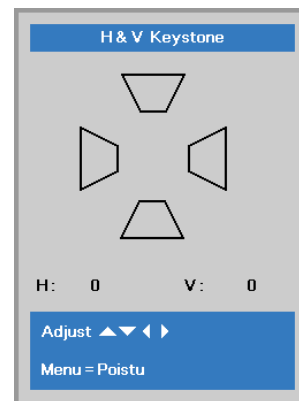 H & V Keystone
H: 0 V: 0
Adjust ▲▼◀▶
Menu = Poistu